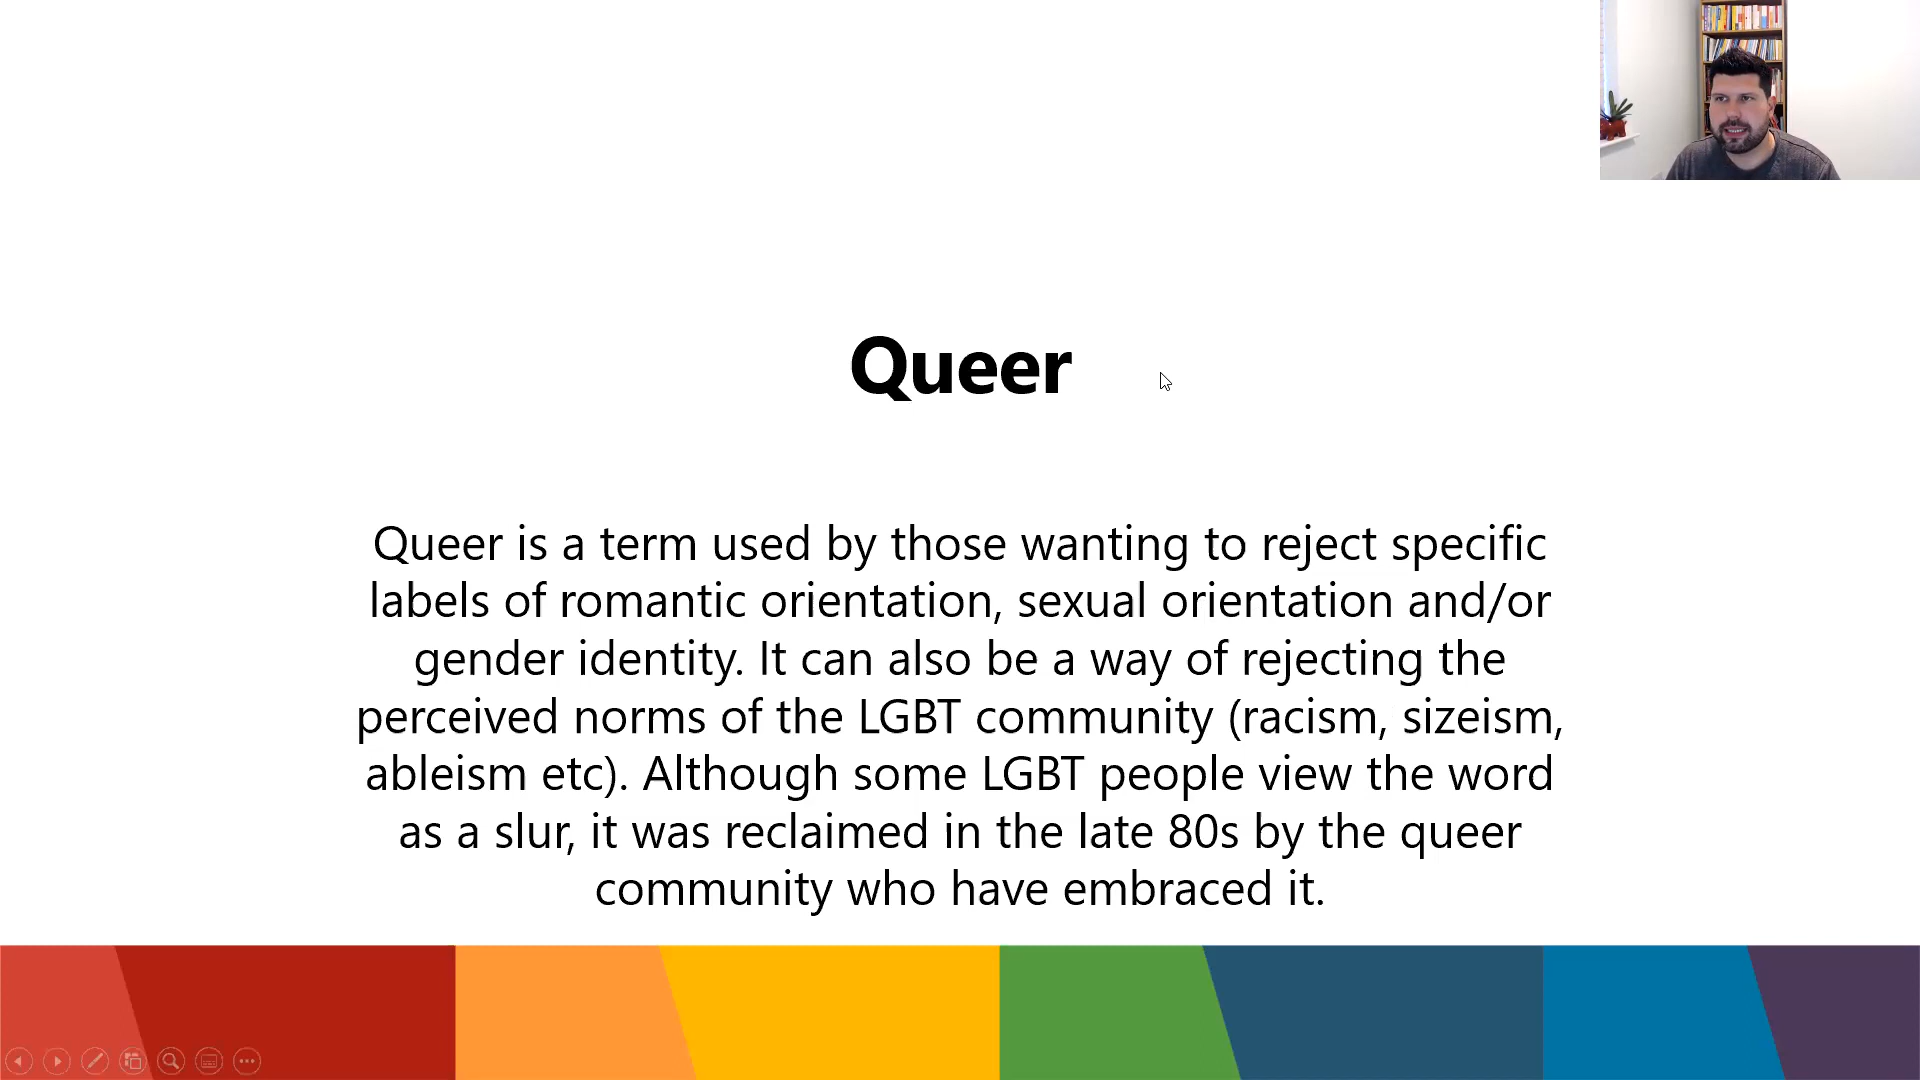 Queer
Queer is a term used by those wanting to reject specific
labels of romantic orientation, sexual orientation and/or
gender identity. It can also be a way of rejecting the
perceived norms of the LGBT community (racism, sizeism,
ableism etc). Although some LGBT people view the word
as a slur, it was reclaimed in the late 80s by the queer
community who have embraced it.